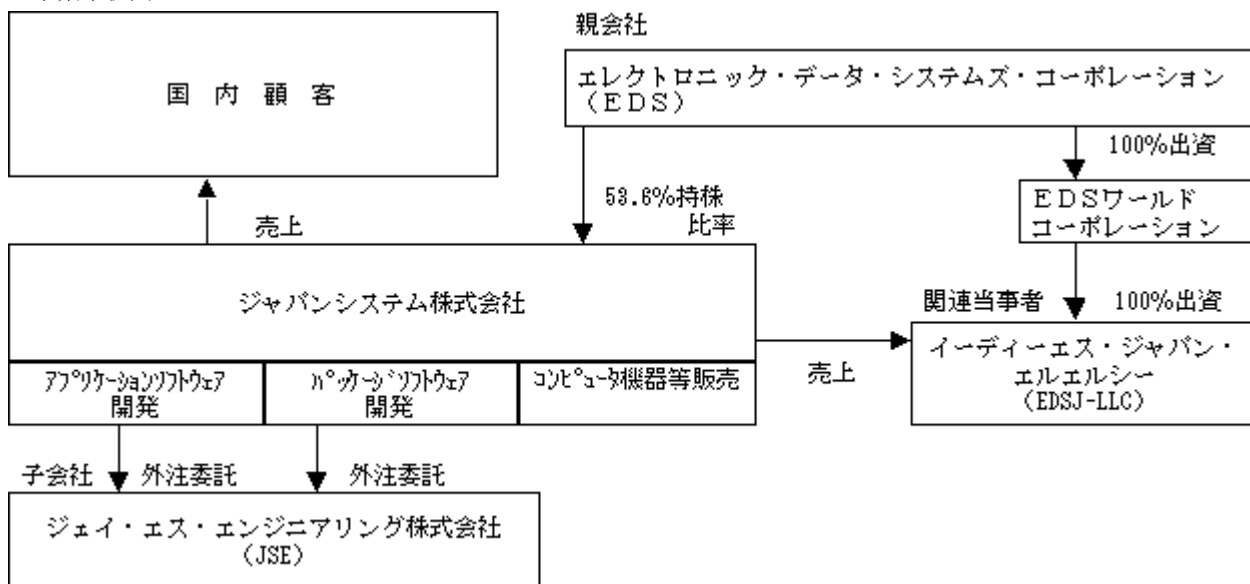 親会社
国内顧客
エレクトロニック・データ・システムズ・コーポレーション
(EDS)
100%出資
53.6%持株
比率
EDSワールド
コーポレーション
売上
ジャパンシステム株式会社
関連当事者
100%出資
イーディーエス・ジャパン・
エルエルシー
(EDSJ-LLC)
売上
アプリケーションソフトウェア
開発
パッケージソフトウェア
開発
コンピュータ機器等販売
子会社
外注委託
外注委託
ジェイ・エス・エンジニアリング株式会社
(JSE)